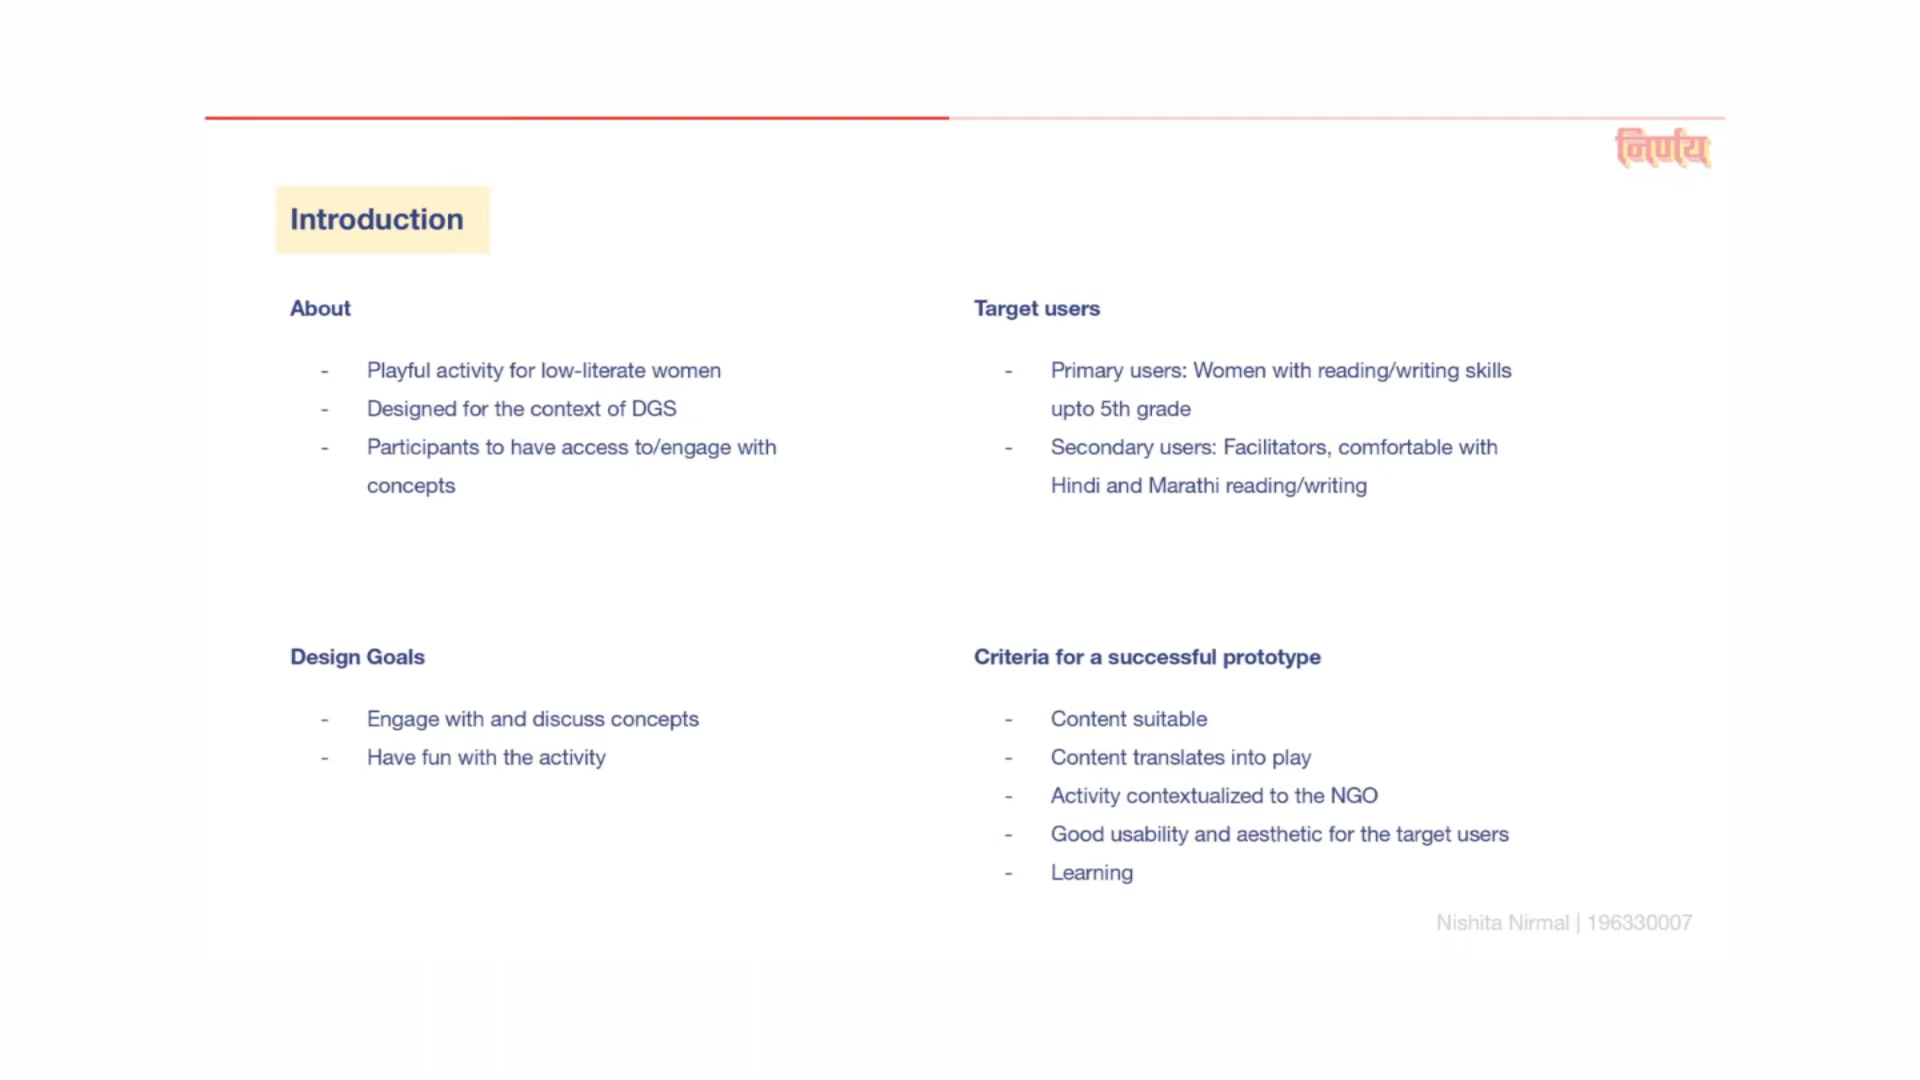 निर्णय
Introduction
About
- Playful activity for low-literate women
- Designed for the context of DGS
- Participants to have access to/engage with
concepts
Target users
- Primary users: Women with reading/writing skills
upto 5th grade
- Secondary users: Facilitators, comfortable with
Hindi and Marathi reading/writing
Design Goals
- Engage with and discuss concepts
- Have fun with the activity
Criteria for a successful prototype
- Content suitable
- Content translates into play
- Activity contextualized to the NGO
- Good usability and aesthetic for the target users
- Learning
Nishita Nirmal | 196330007